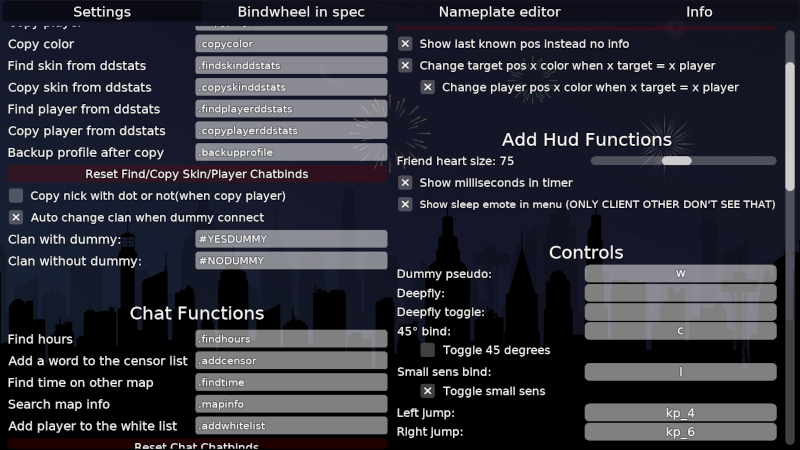 Settings
Bindwheel in spec
Nameplate editor
Info
Copy color
.copycolor
Find skin from ddstats
.findskinddstats
Copy skin from ddstats
.copyskinddstats
Find player from ddstats
.findplayerddstats
Copy player from ddstats
.copyplayerddstats
Backup profile after copy
.backupprofile
Reset Find/Copy Skin/Player Chatbinds
Copy nick with dot or not(when copy player)
Auto change clan when dummy connect
Clan with dummy:
#YESDUMMY
Clan without dummy:
#NODUMMY
Chat Functions
Find hours
.findhours
Add a word to the censor list
.addcensor
Find time on other map
.findtime
Search map info
.mapinfo
Add player to the white list
.addwhitelist
Reset Chat Chatbinds
Show last known pos instead no info
Change target pos x color when x target = x player
Change player pos x color when x target = x player
Add Hud Functions
Friend heart size: 75
Show milliseconds in timer
Show sleep emote in menu (ONLY CLIENT OTHER DON'T SEE THAT)
Controls
Dummy pseudo:
w
Deepfly:
Deepfly toggle:
45° bind:
c
Toggle 45 degrees
Small sens bind:
Toggle small sens
Left jump:
kp_4
Right jump:
kp_6